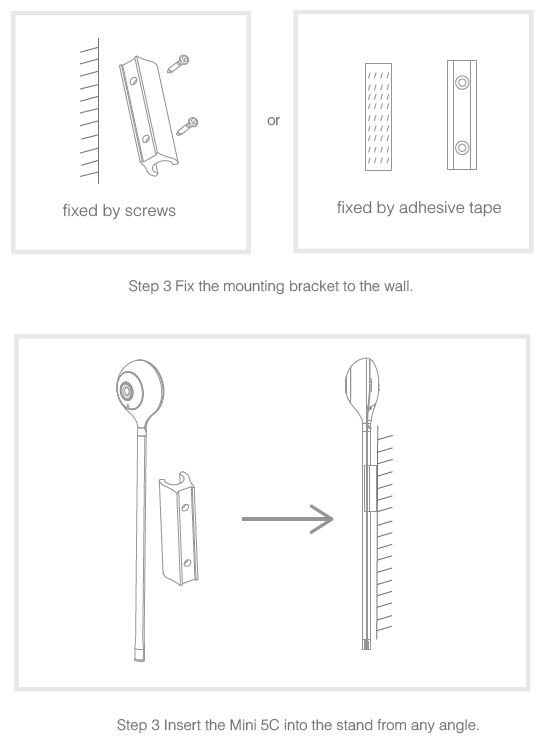 fixed by screws
or
fixed by adhesive tape
Step 3 Fix the mounting bracket to the wall.
Step 3 Insert the Mini 5C into the stand from any angle.